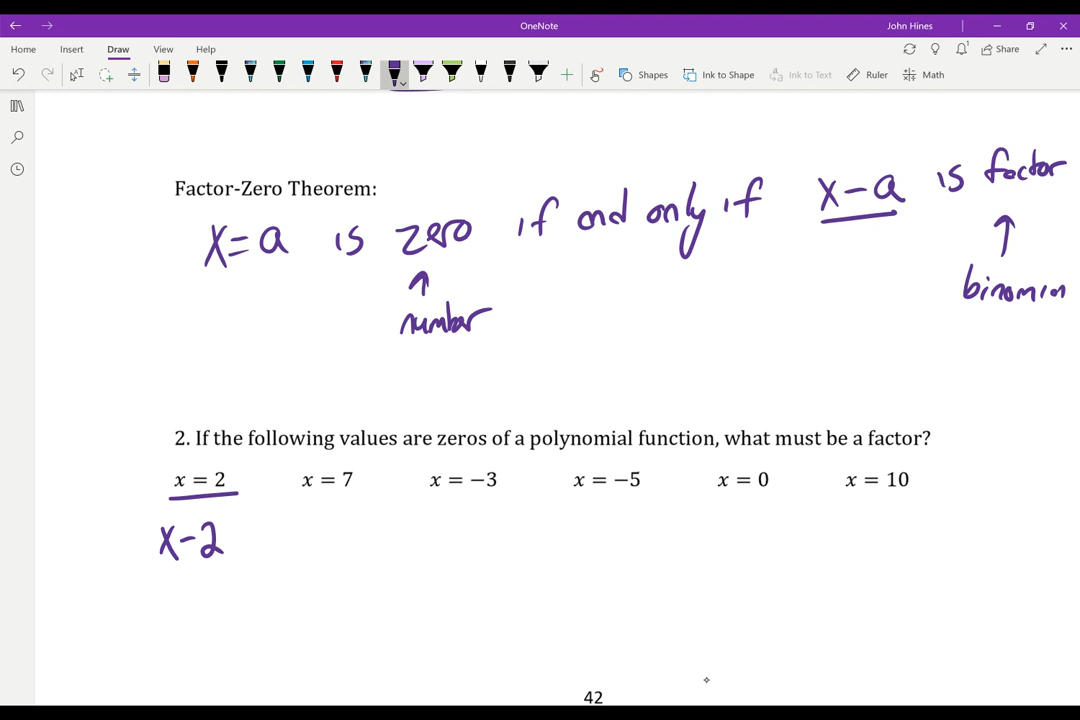 OneNote
John Hines
Home Insert Draw View Help
1
Share
Shapes Ink to Shape Ink to Text Ruler Math
Factor-Zero Theorem:
x=a is zero if and only if x-a is factor
↑ ↑
number binomin
2. If the following values are zeros of a polynomial function, what must be a factor?
x = 2 x = 7 x = −3 x = −5 x = 0 x = 10
x-2
42